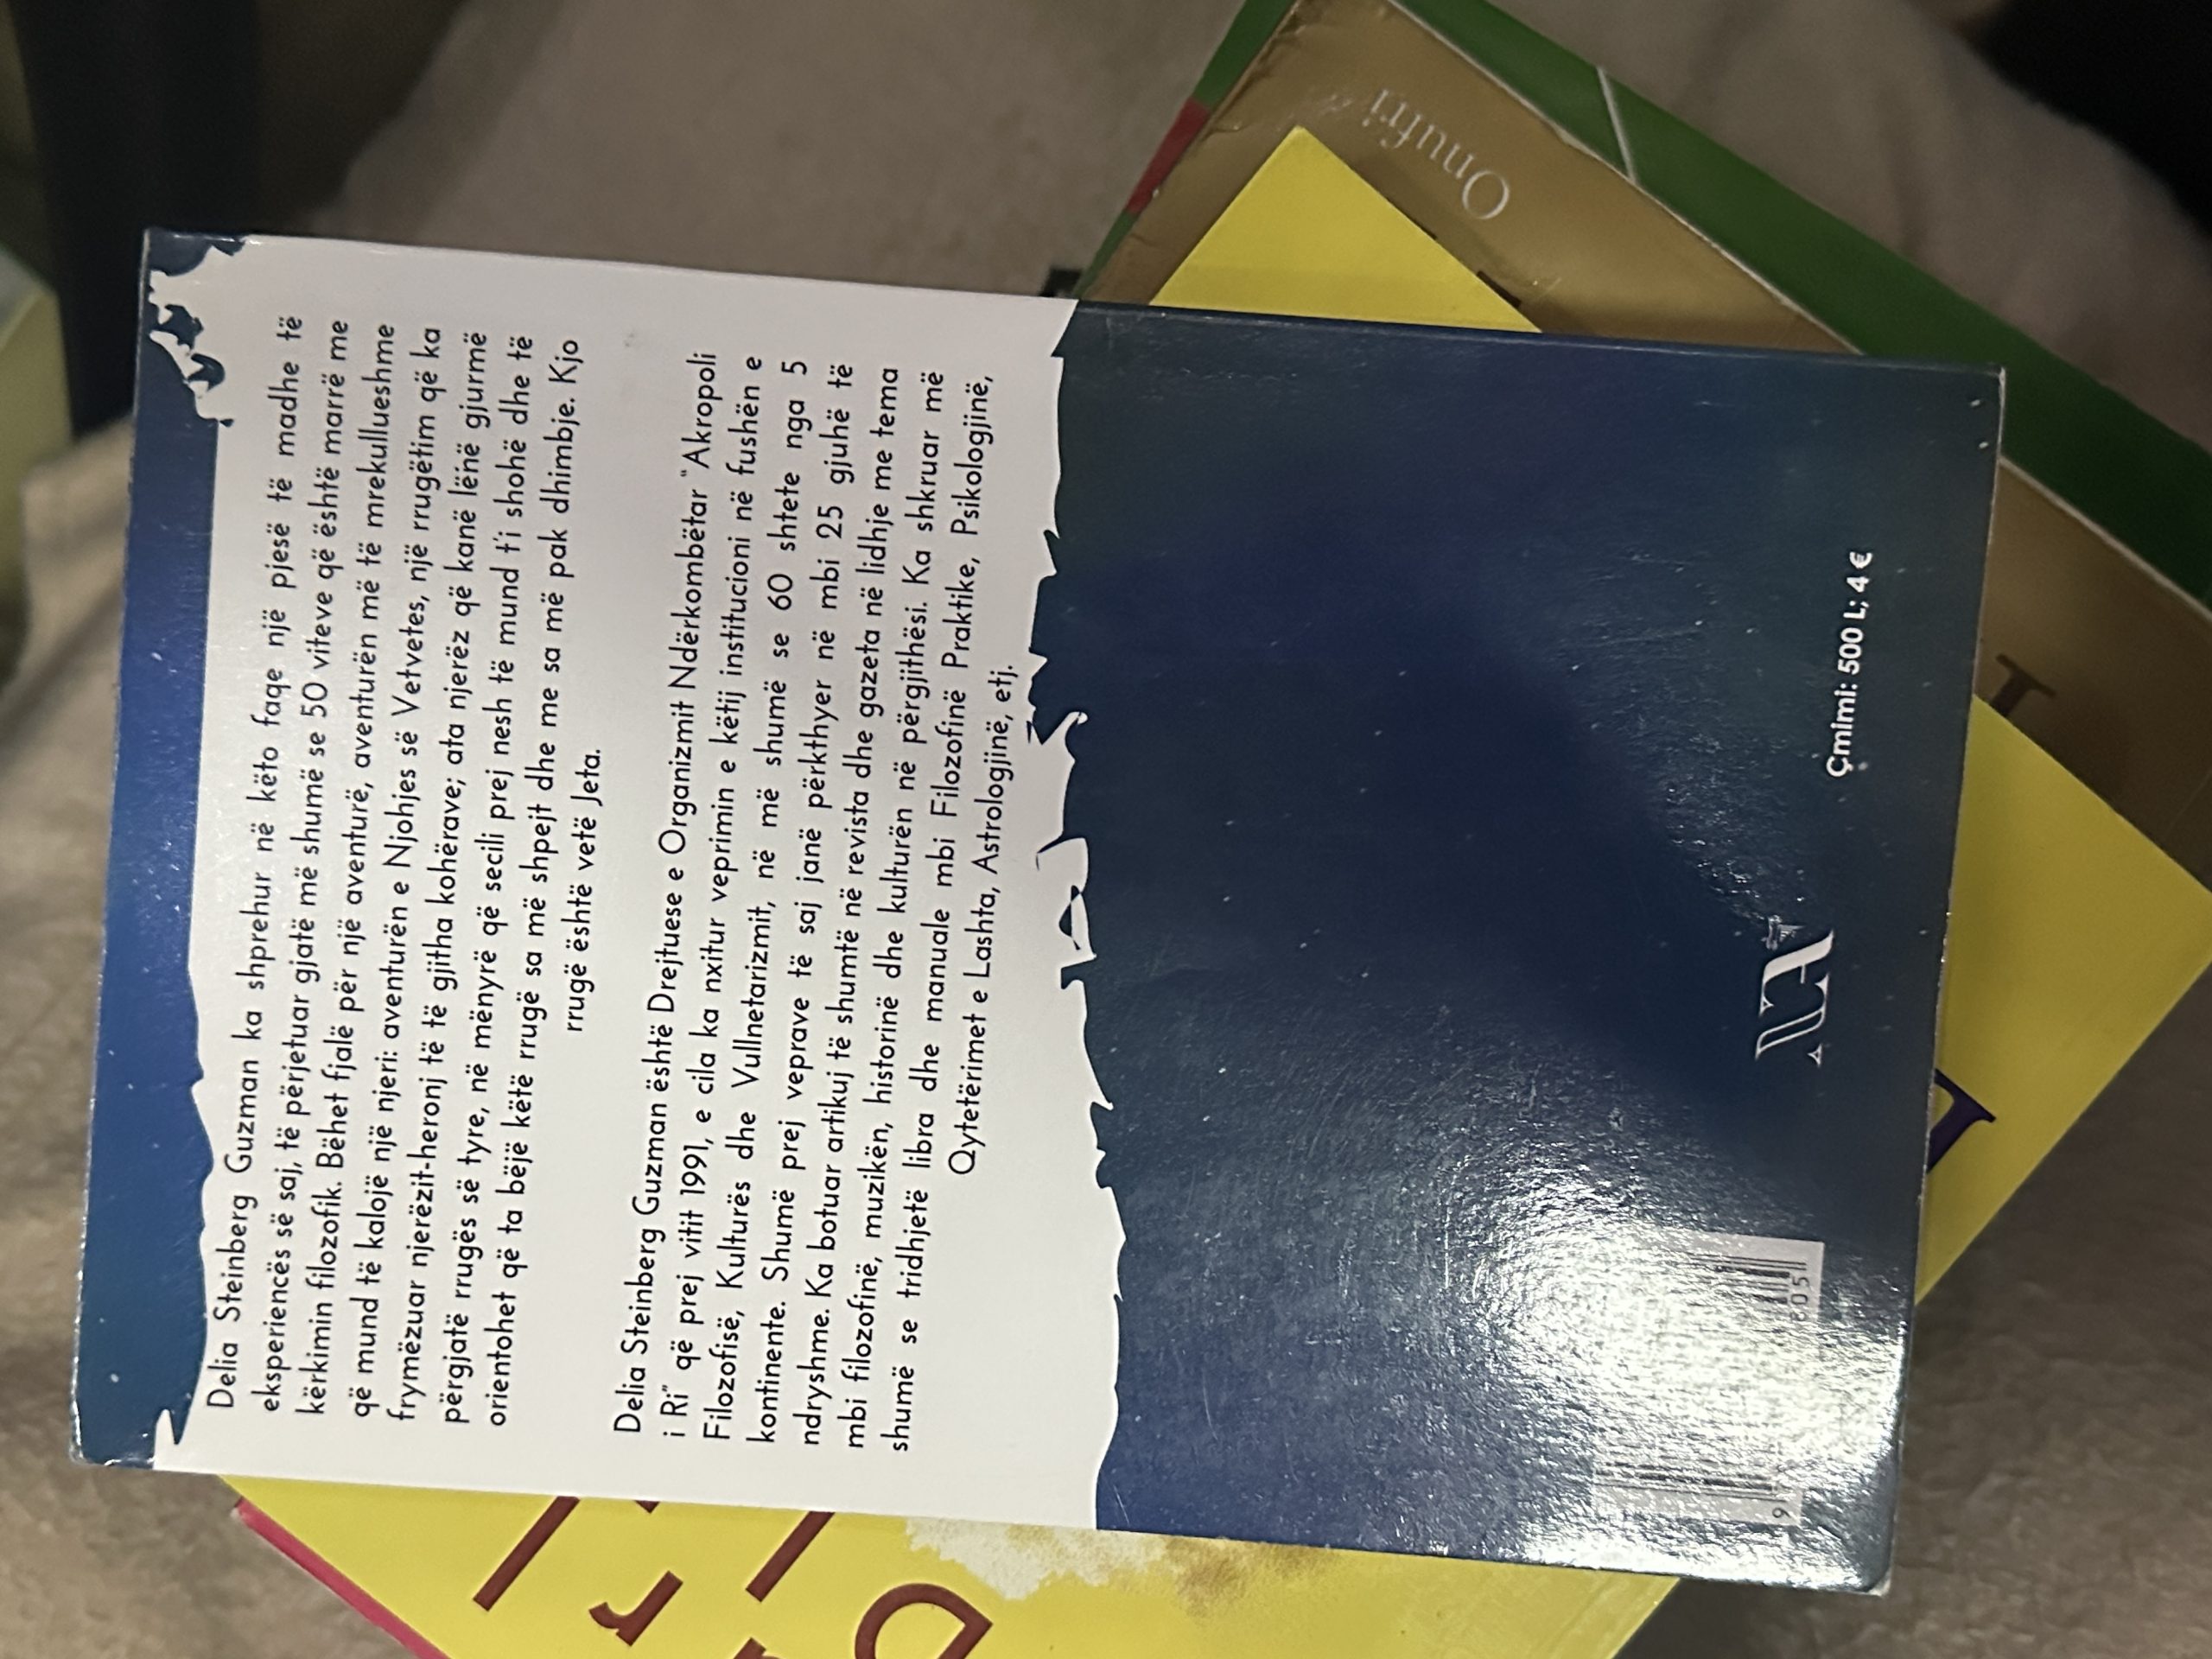 Delia Steinberg Guzman ka shprehur në këto faqe një pjesë të madhe të
eksperiencës së saj, të përjetuar gjatë më shumë se 50 viteve që është marrë me
kërkimin filozofik. Bëhet fjalë për një aventurë, aventurën më të mrekullueshme
që mund të kalojë një njeri: aventurën e Njohjes së Vetvetes, një rrugëtim që ka
frymëzuar njerëzit-heronj të të gjitha kohërave; ata njerëz që kanë lënë gjurmë
përgjatë rrugës së tyre, në mënyrë që secili prej nesh të mund t'i shohë dhe të
orientohet që ta bëjë këtë rrugë sa më shpejt dhe me sa më pak dhimbje. Kjo
rrugë është vetë Jeta.
Delia Steinberg Guzman është Drejtuese e Organizmit Ndërkombëtar "Akropoli
i Ri" që prej vitit 1991, e cila ka nxitur veprimin e këtij institucioni në fushën e
Filozofisë, Kulturës dhe Vullnetarizmit, në më shumë se 60 shtete nga 5
kontinente. Shumë prej veprave të saj janë përkthyer në mbi 25 gjuhë të
ndryshme. Ka botuar artikuj të shumtë në revista dhe gazeta në lidhje me tema
mbi filozofinë, muzikën, historinë dhe kulturën në përgjithësi. Ka shkruar më
shumë se tridhjetë libra dhe manuale mbi Filozofinë Praktike, Psikologjinë,
Qytetërimet e Lashta, Astrologjinë, etj.
Çmimi: 500 L; 4 €
Onufri